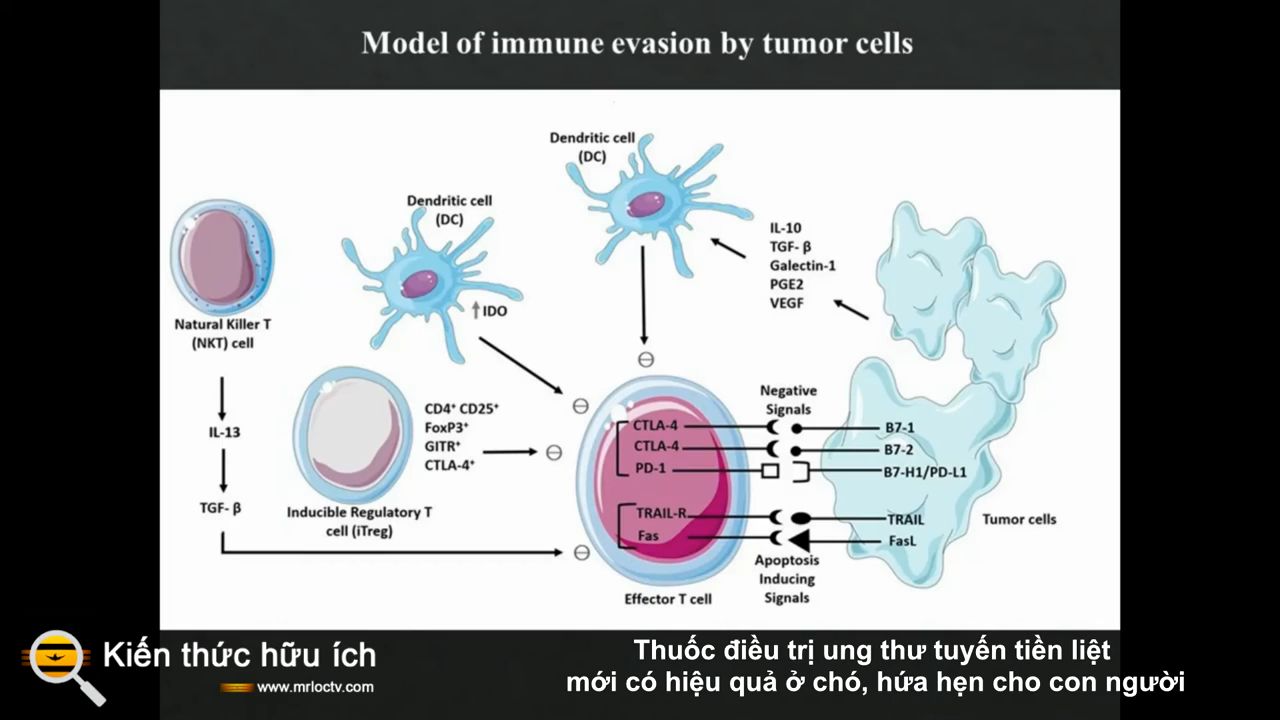 Model of immune evasion by tumor cells
Dendritic cell
(DC)
Dendritic cell
(DC)
IL-10
TGF- β
Galectin-1
PGE2
VEGF
↑IDO
Natural Killer T
(NKT) cell
IL-13
TGF- β
CD4⁺ CD25⁺
FoxP3⁺
GITR⁺
CTLA-4⁺
Inducible Regulatory T
cell (iTreg)
Negative
Signals
CTLA-4
CTLA-4
PD-1
B7-1
B7-2
B7-H1/PD-L1
TRAIL-R
Fas
TRAIL
FasL
Tumor cells
Apoptosis
Inducing
Signals
Effector T cell
Kiến thức hữu ích
www.mrloctv.com
Thuốc điều trị ung thư tuyến tiền liệt
mới có hiệu quả ở chó, hứa hẹn cho con người